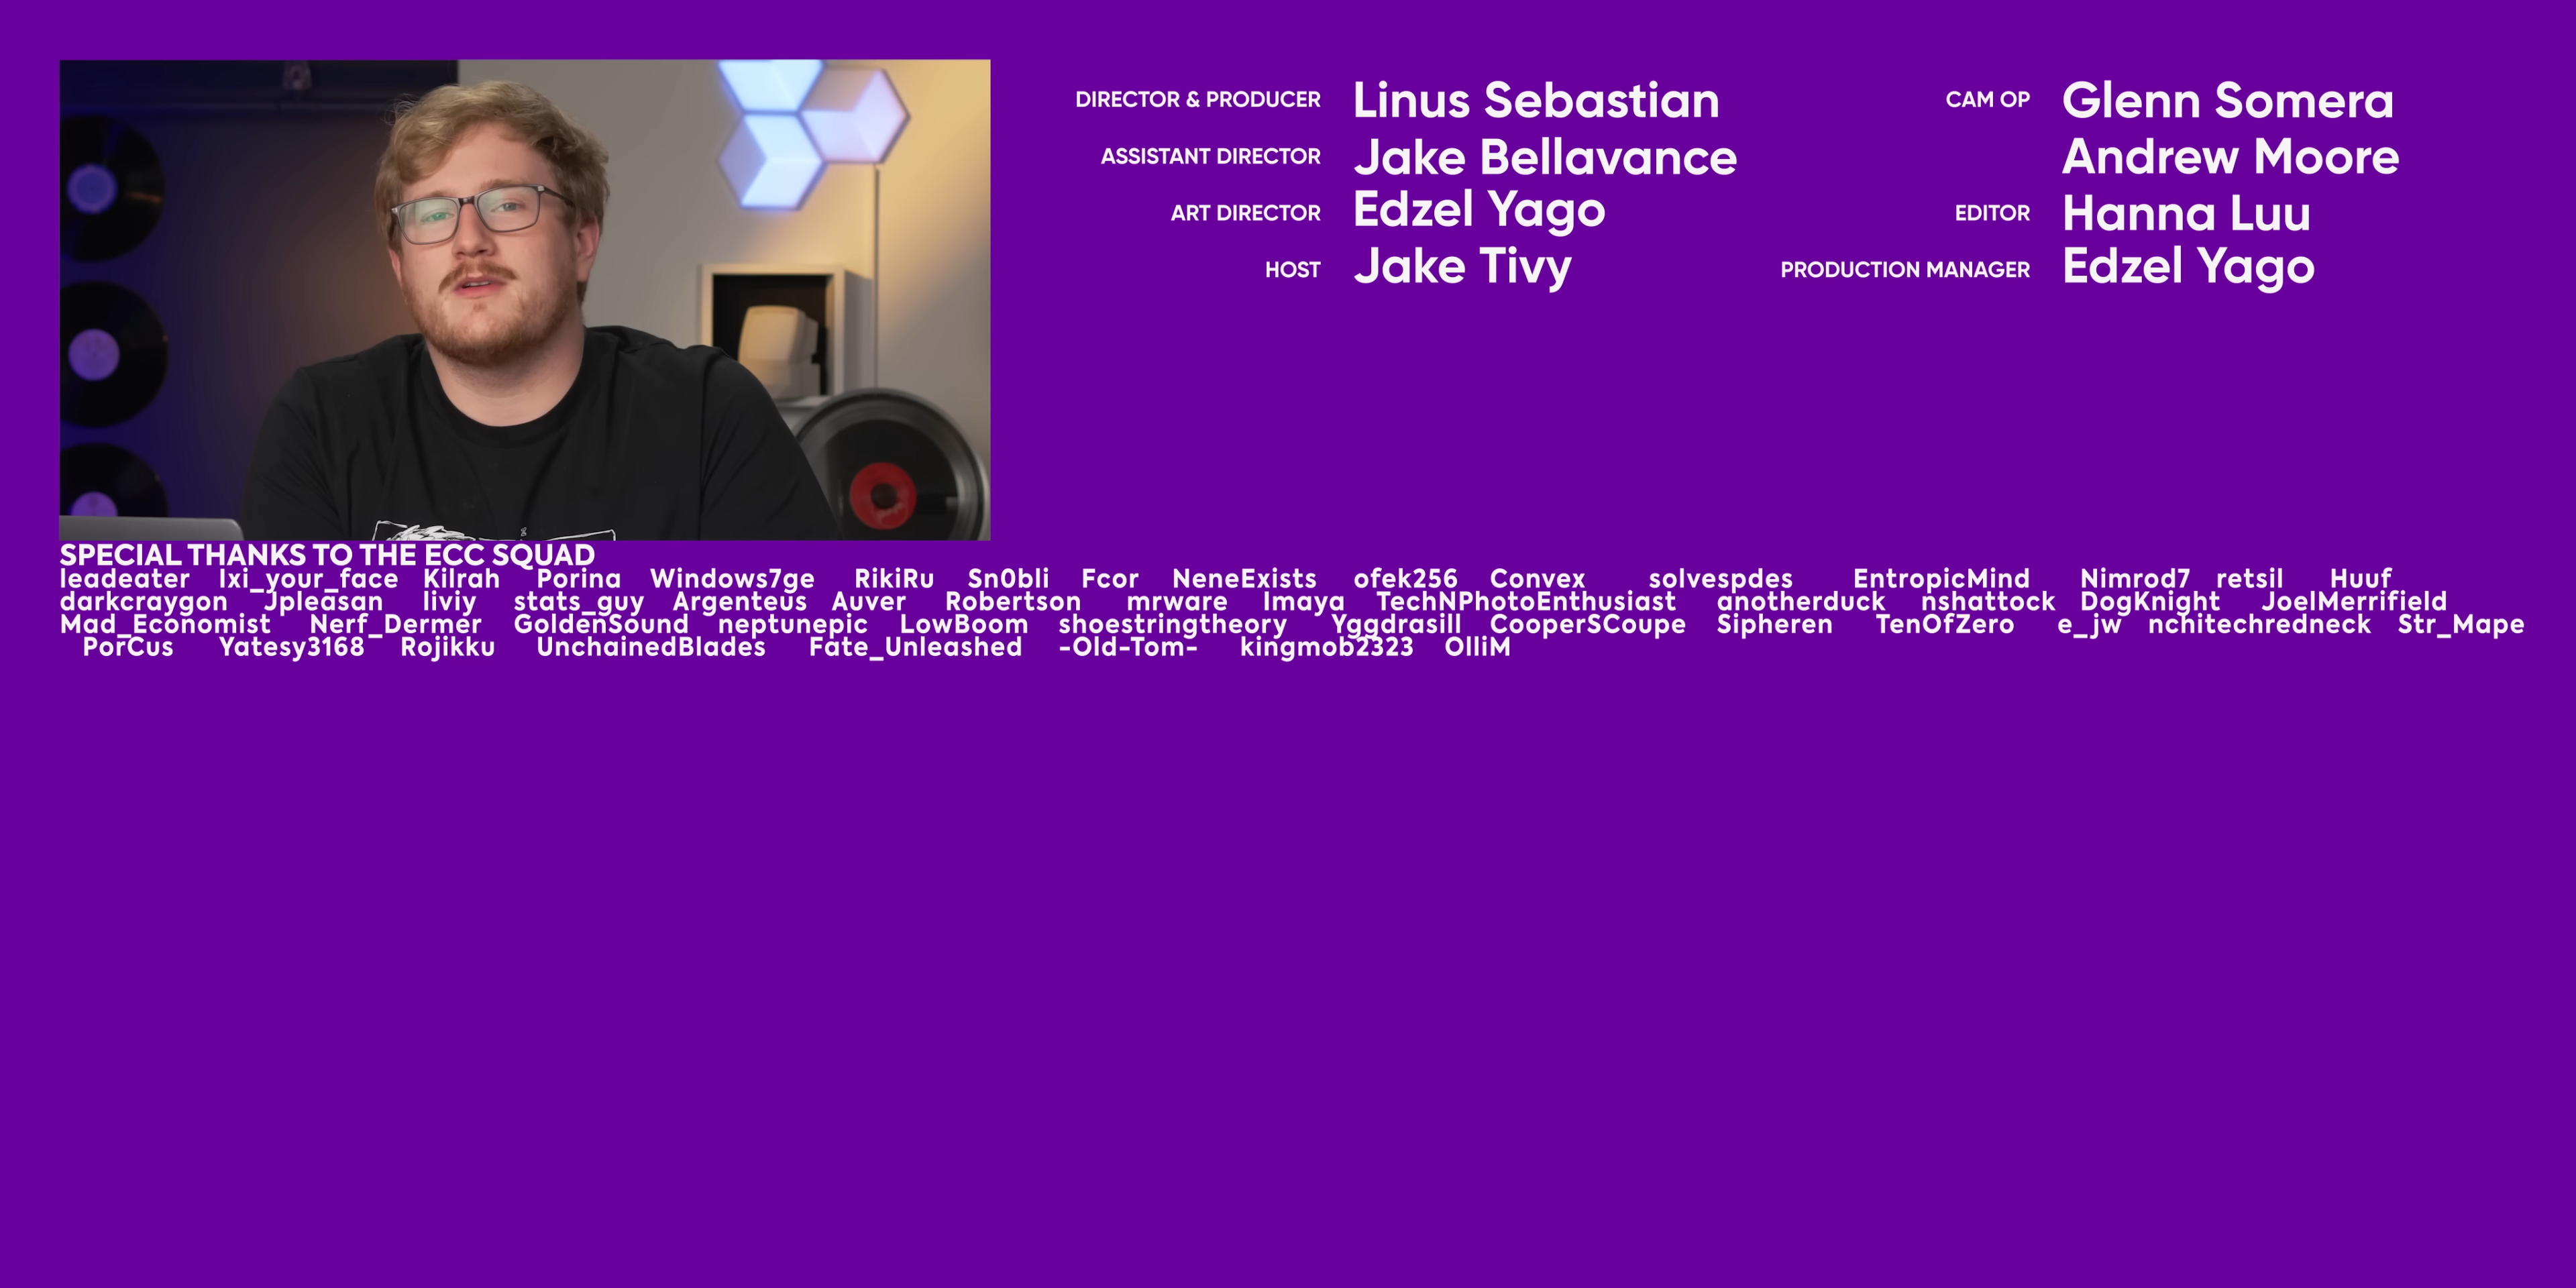 DIRECTOR & PRODUCER Linus Sebastian
ASSISTANT DIRECTOR Jake Bellavance
ART DIRECTOR Edzel Yago
HOST Jake Tivy
CAM OP Glenn Somera
Andrew Moore
EDITOR Hanna Luu
PRODUCTION MANAGER Edzel Yago
SPECIAL THANKS TO THE ECC SQUAD
leadeater lxi_your_face Kilrah Porina Windows7ge RikiRu Sn0bli Fcor NeneExists ofek256 Convex solvespdes EntropicMind Nimrod7 retsil Huuf
darkcraygon Jpleasan liviy stats_guy Argenteus Auver Robertson mrware Imaya TechNPhotoEnthusiast anotherduck nshattock DogKnight JoelMerrifield
Mad_Economist Nerf_Dermer GoldenSound neptunepic LowBoom shoestringtheory Yggdrasill CooperSCoupe Sipheren TenOfZero e_jw nchitechredneck Str_Mape
PorCus Yatesy3168 Rojikku UnchainedBlades Fate_Unleashed -Old-Tom- kingmob2323 OlliM